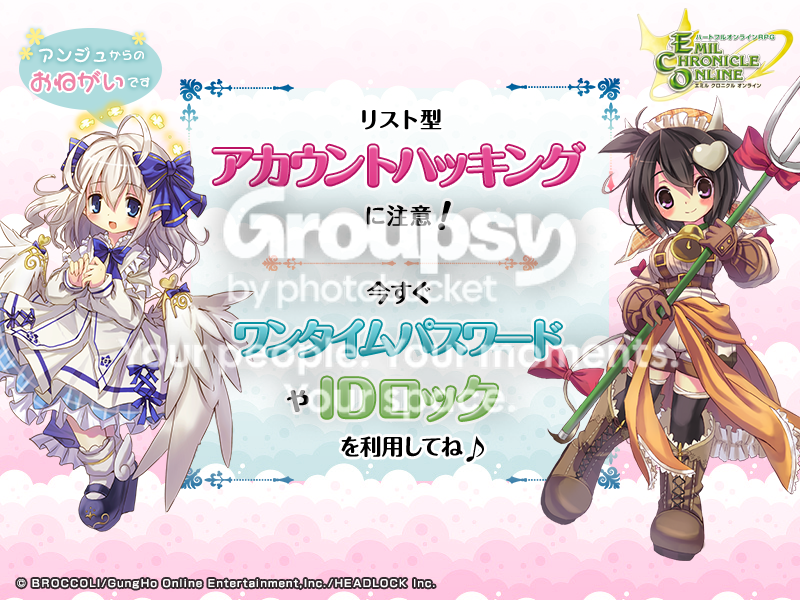 アンジュからの
おねがいです
ハートフルオンラインRPG
EMIL
CHRONICLE
ONLINE
エミル クロニクル オンライン
リスト型
アカウントハッキング
に注意!
Groupsy
by photobucket
今すぐ
ワンタイムパスワード
Your people. Your moments.
や IDロック
Your space.
を利用してね♪
© BROCCOLI/GungHo Online Entertainment,Inc./HEADLOCK Inc.